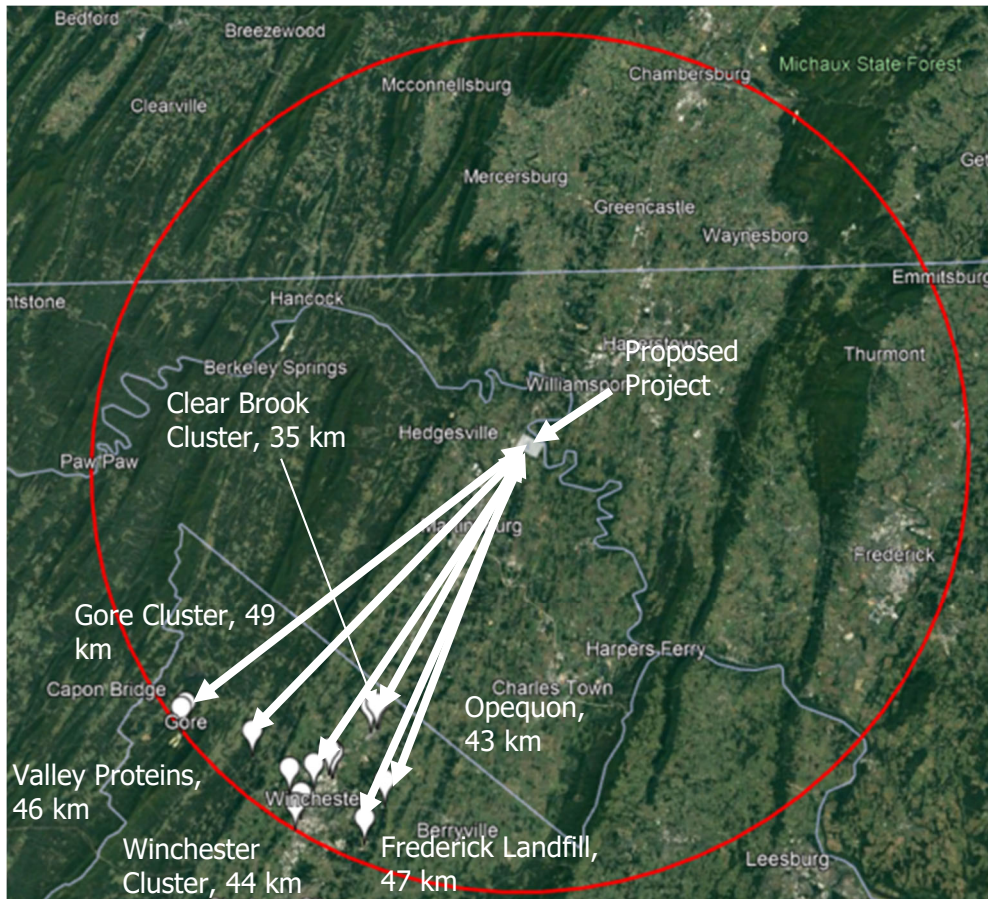 Bedford
Breezewood
Michaux State Forest
Mcconnellsburg
Chambersburg
Clearville
Mercersburg
Greencastle
Waynesboro
Emmitsburg
Hancock
Thurmont
Proposed
Project
Berkeley Springs
Clear Brook
Cluster, 35 km
Hedgesville
Paw Paw
Frederick
Gore Cluster, 49
km
Harpers Ferry
Capon Bridge
Charles Town
Gore
Opequon,
43 km
Valley Proteins,
46 km
Berryville
Winchester
Cluster, 44 km
Frederick Landfill,
47 km
Leesburg